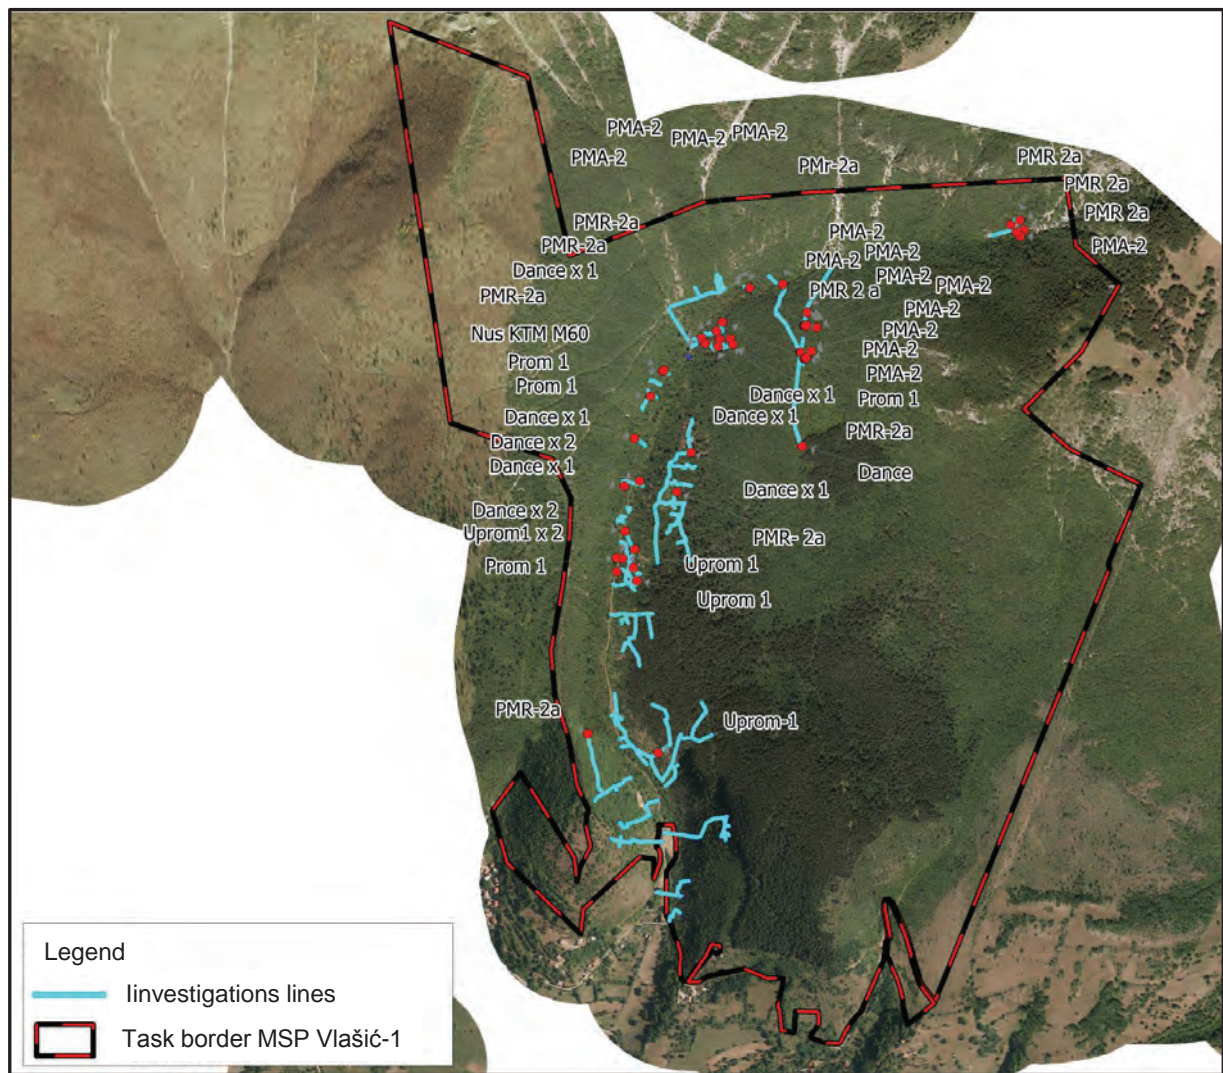 PMA-2
PMA-2
PMA-2
PMA-2
PMr-2a
PMR 2a
PMR 2a
PMR 2a
PMA-2
PMR-2a
PMR-2a
Dance x 1
PMR-2a
Nus KTM M60
Prom 1
Prom 1
Dance x 1
Dance x 2
Dance x 1
Dance x 2
Uprom1 x 2
Prom 1
PMA-2
PMA-2
PMA-2
PMA-2
PMA-2
PMR 2 a
PMA-2
PMA-2
PMA-2
PMA-2
Dance x 1
Prom 1
Dance x 1
PMR-2a
Dance
Dance x 1
PMR- 2a
Uprom 1
Uprom 1
PMR-2a
Uprom-1
Legend
Iinvestigations lines
Task border MSP Vlašić-1